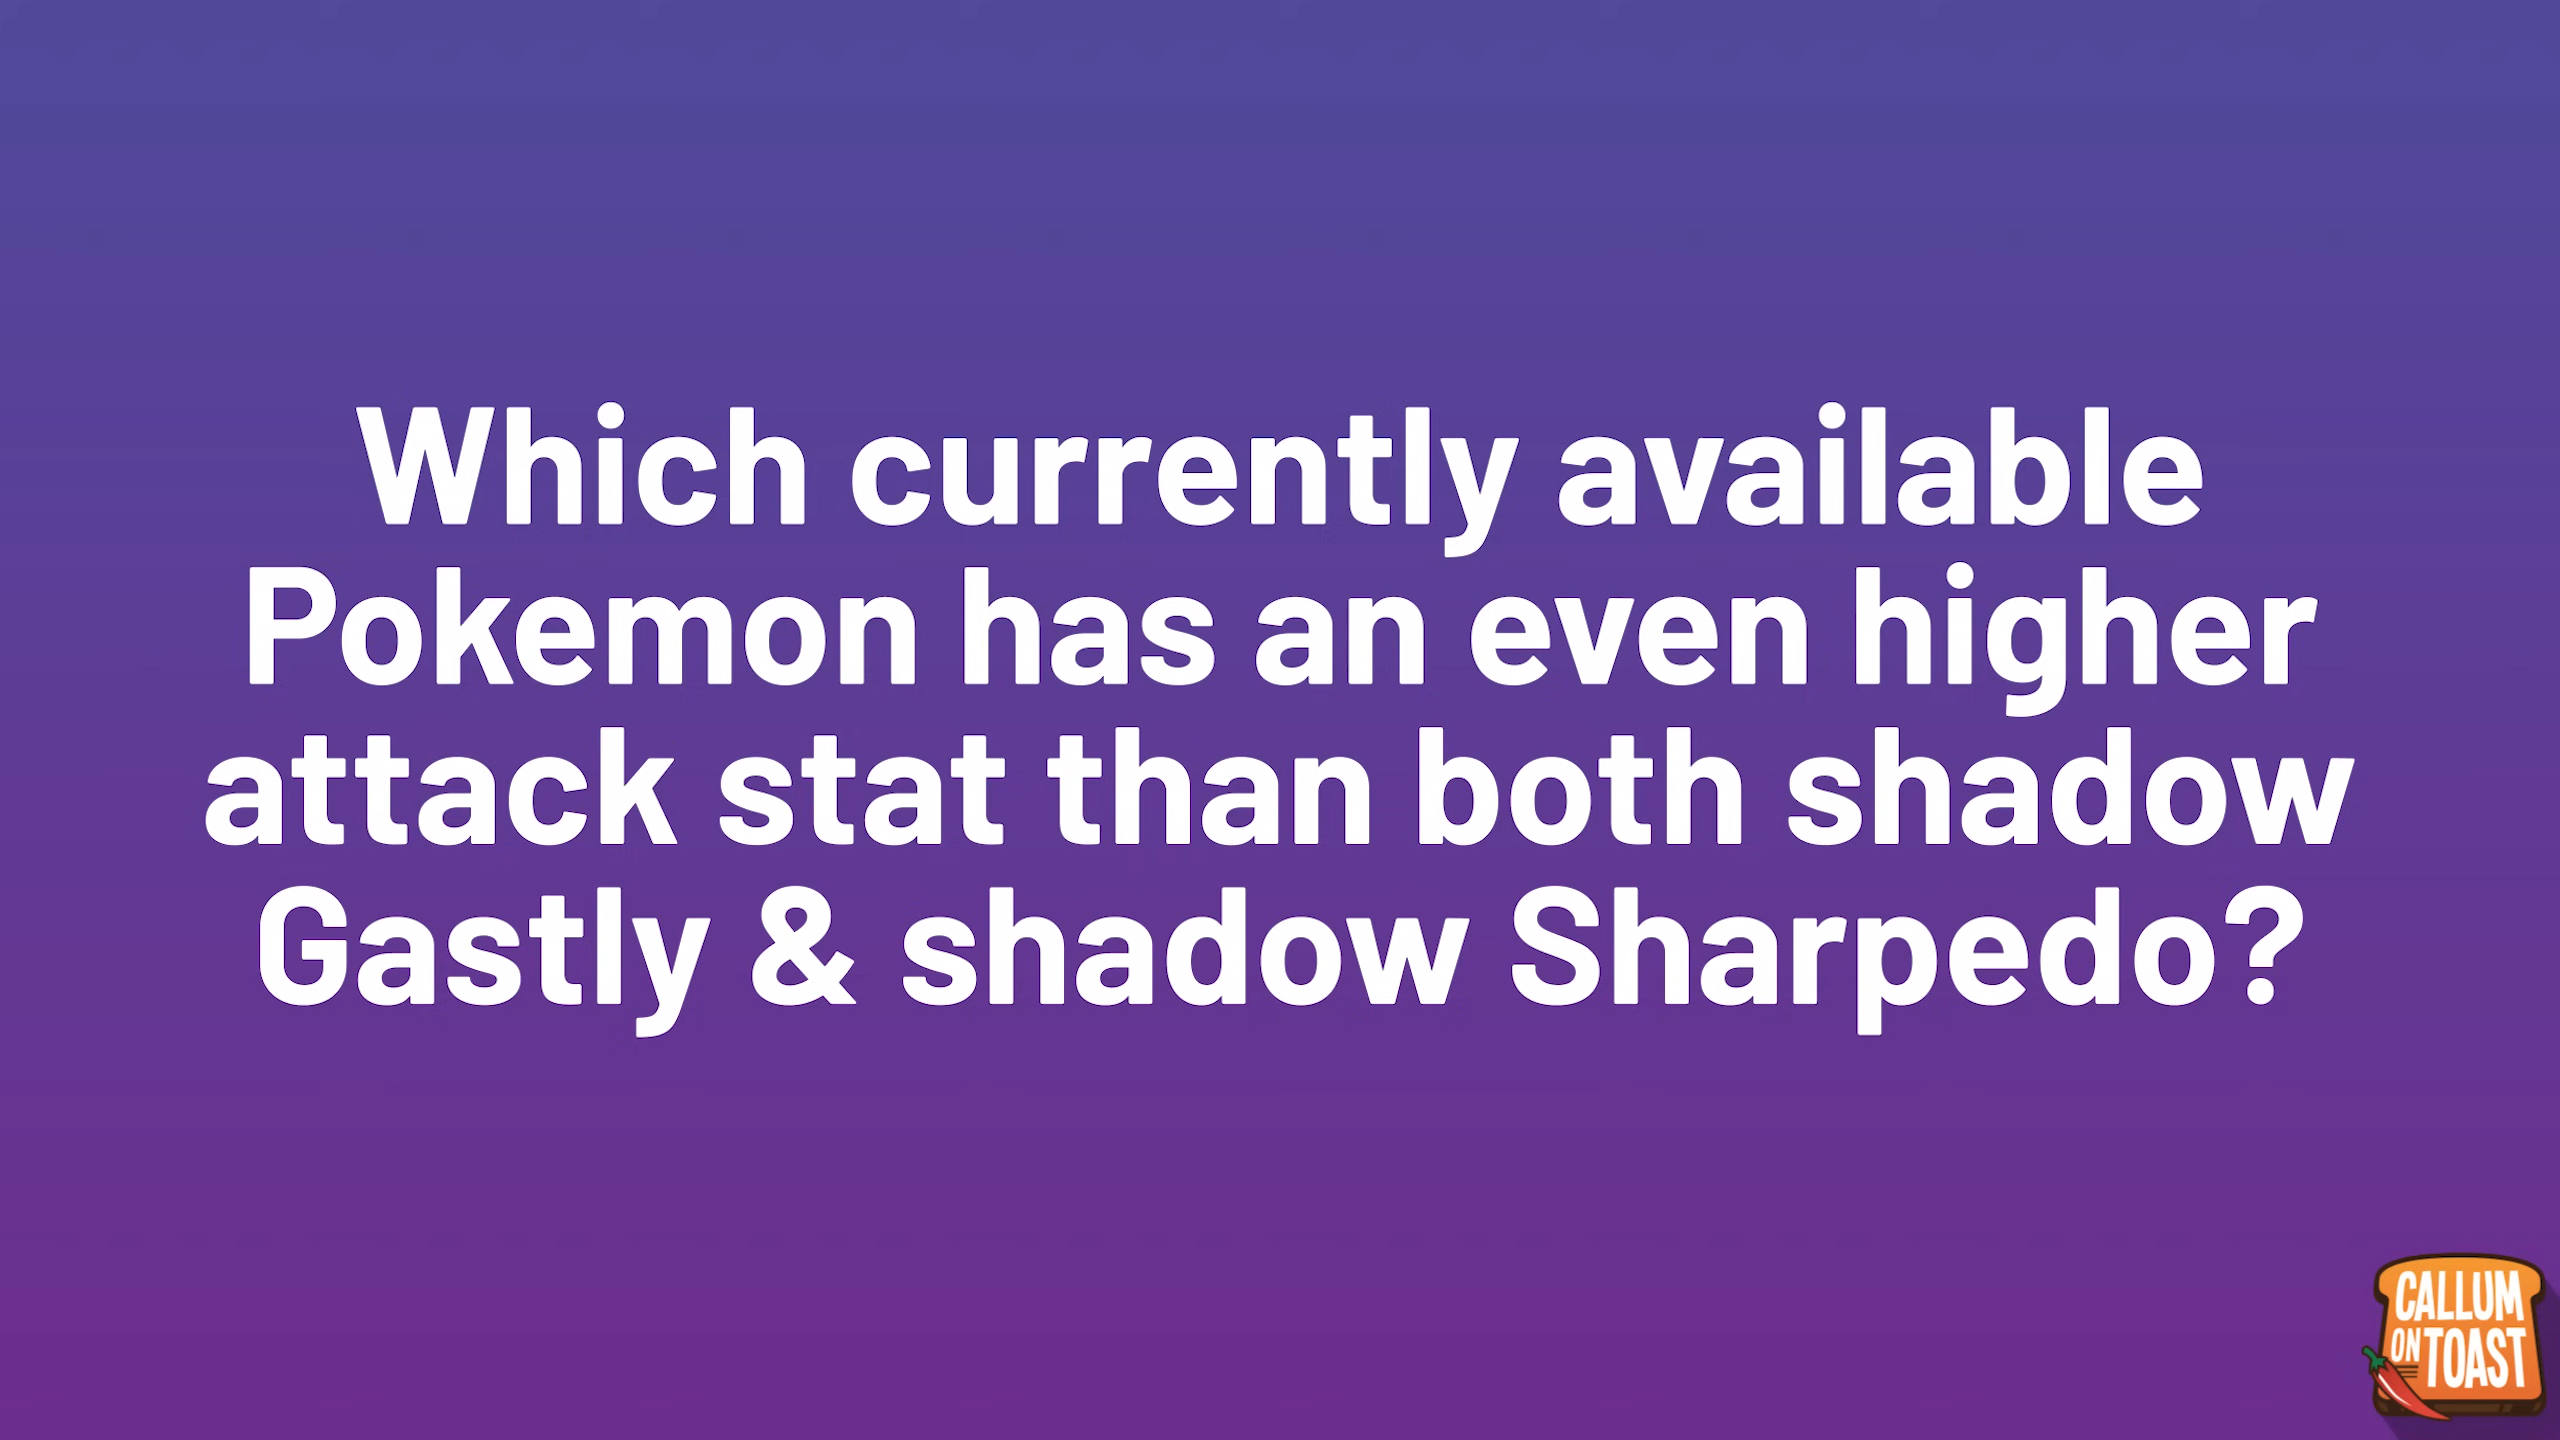 Which currently available
Pokemon has an even higher
attack stat than both shadow
Gastly & shadow Sharpedo?
CALLUM
ON TOAST